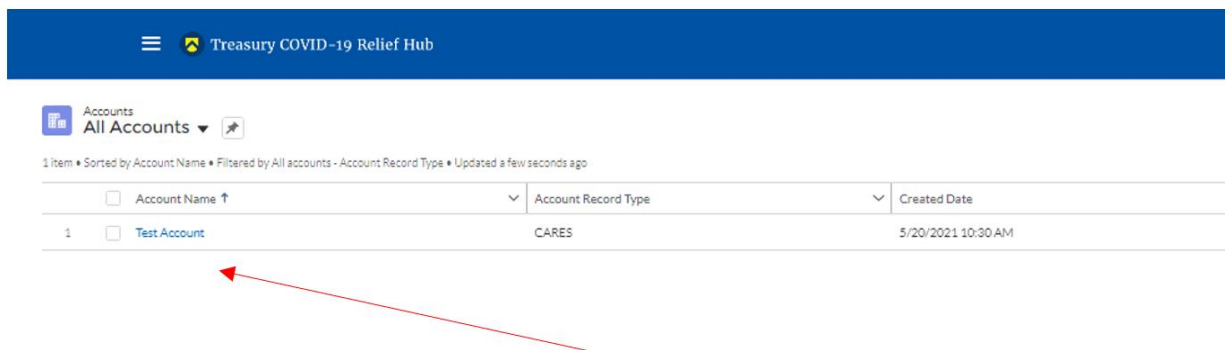 Treasury COVID-19 Relief Hub
Accounts
All Accounts
1 item • Sorted by Account Name • Filtered by All accounts - Account Record Type • Updated a few seconds ago
Account Name ↑ Account Record Type Created Date
1 Test Account CARES 5/20/2021 10:30 AM